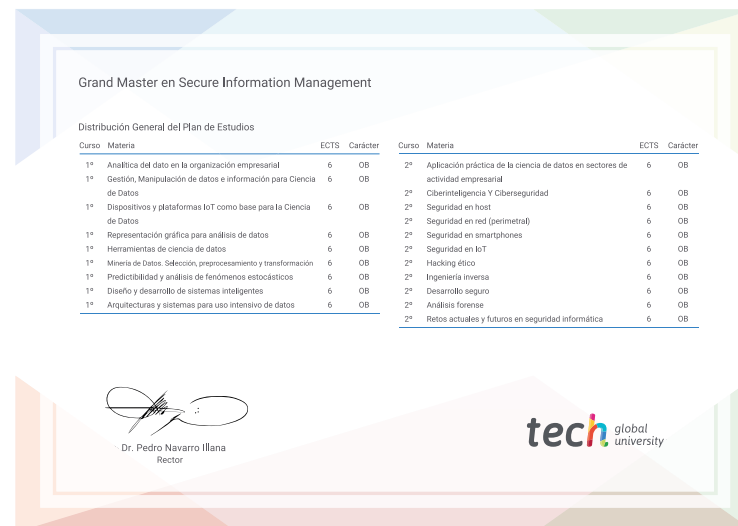 Grand Master en Secure Information Management
Distribución General del Plan de Estudios
Curso Materia ECTS Carácter
1º Analítica del dato en la organización empresarial 6 OB
1º Gestión, Manipulación de datos e información para Ciencia 6 OB
de Datos
1º Dispositivos y plataformas IoT como base para la Ciencia 6 OB
de Datos
1º Representación gráfica para análisis de datos 6 OB
1º Herramientas de ciencia de datos 6 OB
1º Minería de Datos. Selección, preprocesamiento y transformación 6 OB
1º Predictibilidad y análisis de fenómenos estocásticos 6 OB
1º Diseño y desarrollo de sistemas inteligentes 6 OB
1º Arquitecturas y sistemas para uso intensivo de datos 6 OB
Curso Materia ECTS Carácter
2º Aplicación práctica de la ciencia de datos en sectores de 6 OB
actividad empresarial
2º Ciberinteligencia Y Ciberseguridad 6 OB
2º Seguridad en host 6 OB
2º Seguridad en red (perimetral) 6 OB
2º Seguridad en smartphones 6 OB
2º Seguridad en IoT 6 OB
2º Hacking ético 6 OB
2º Ingeniería inversa 6 OB
2º Desarrollo seguro 6 OB
2º Análisis forense 6 OB
2º Retos actuales y futuros en seguridad informática 6 OB
Dr. Pedro Navarro Illana
Rector
tech global
university